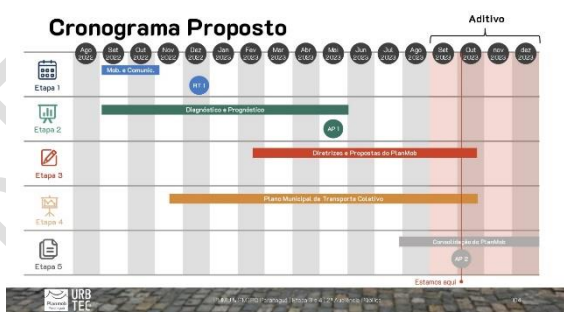 Cronograma Proposto
Aditivo
Ago 2022
Set 2022
Out 2022
Nov 2022
Dez 2022
Jan 2023
Fev 2023
Mar 2023
Abr 2023
Mai 2023
Jun 2023
Jul 2023
Ago 2023
Set 2023
Out 2023
nov 2023
dez 2023
Mob. e Comunic.
Etapa 1
RT 1
Diagnóstico e Prognóstico
Etapa 2
AP 1
Diretrizes e Propostas do PlanMob
Etapa 3
Plano Municipal de Transporte Coletivo
Etapa 4
Consolidação do PlanMob
Etapa 5
AP 2
Estamos aqui
PlanMob
URB
TEC